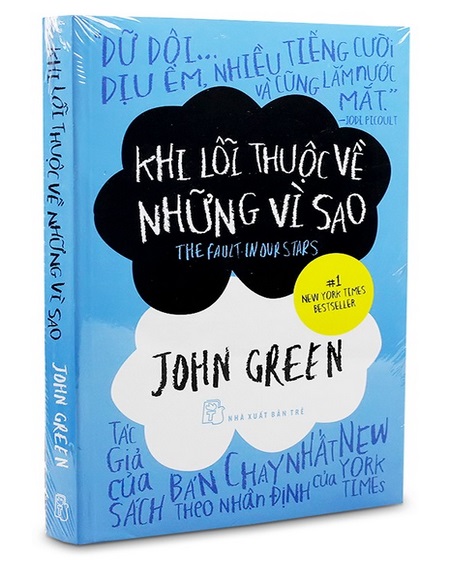 "DỮ DỘI...
DỊU ÊM, NHIỀU TIẾNG CƯỜI
VÀ CŨNG LẮM NƯỚC
MẮT."
—JODI PICOULT
KHI LỖI THUỘC VỀ
NHỮNG VÌ SAO
THE FAULT IN OUR STARS
#1
NEW YORK TIMES
BESTSELLER
JOHN GREEN
NHÀ XUẤT BẢN TRẺ
TÁC
GIẢ
CỦA
SÁCH BÁN CHẠY NHẤT
THEO NHẬN ĐỊNH CỦA NEW
YORK
TIMES
KHI LỖI THUỘC VỀ NHỮNG VÌ SAO
JOHN GREEN